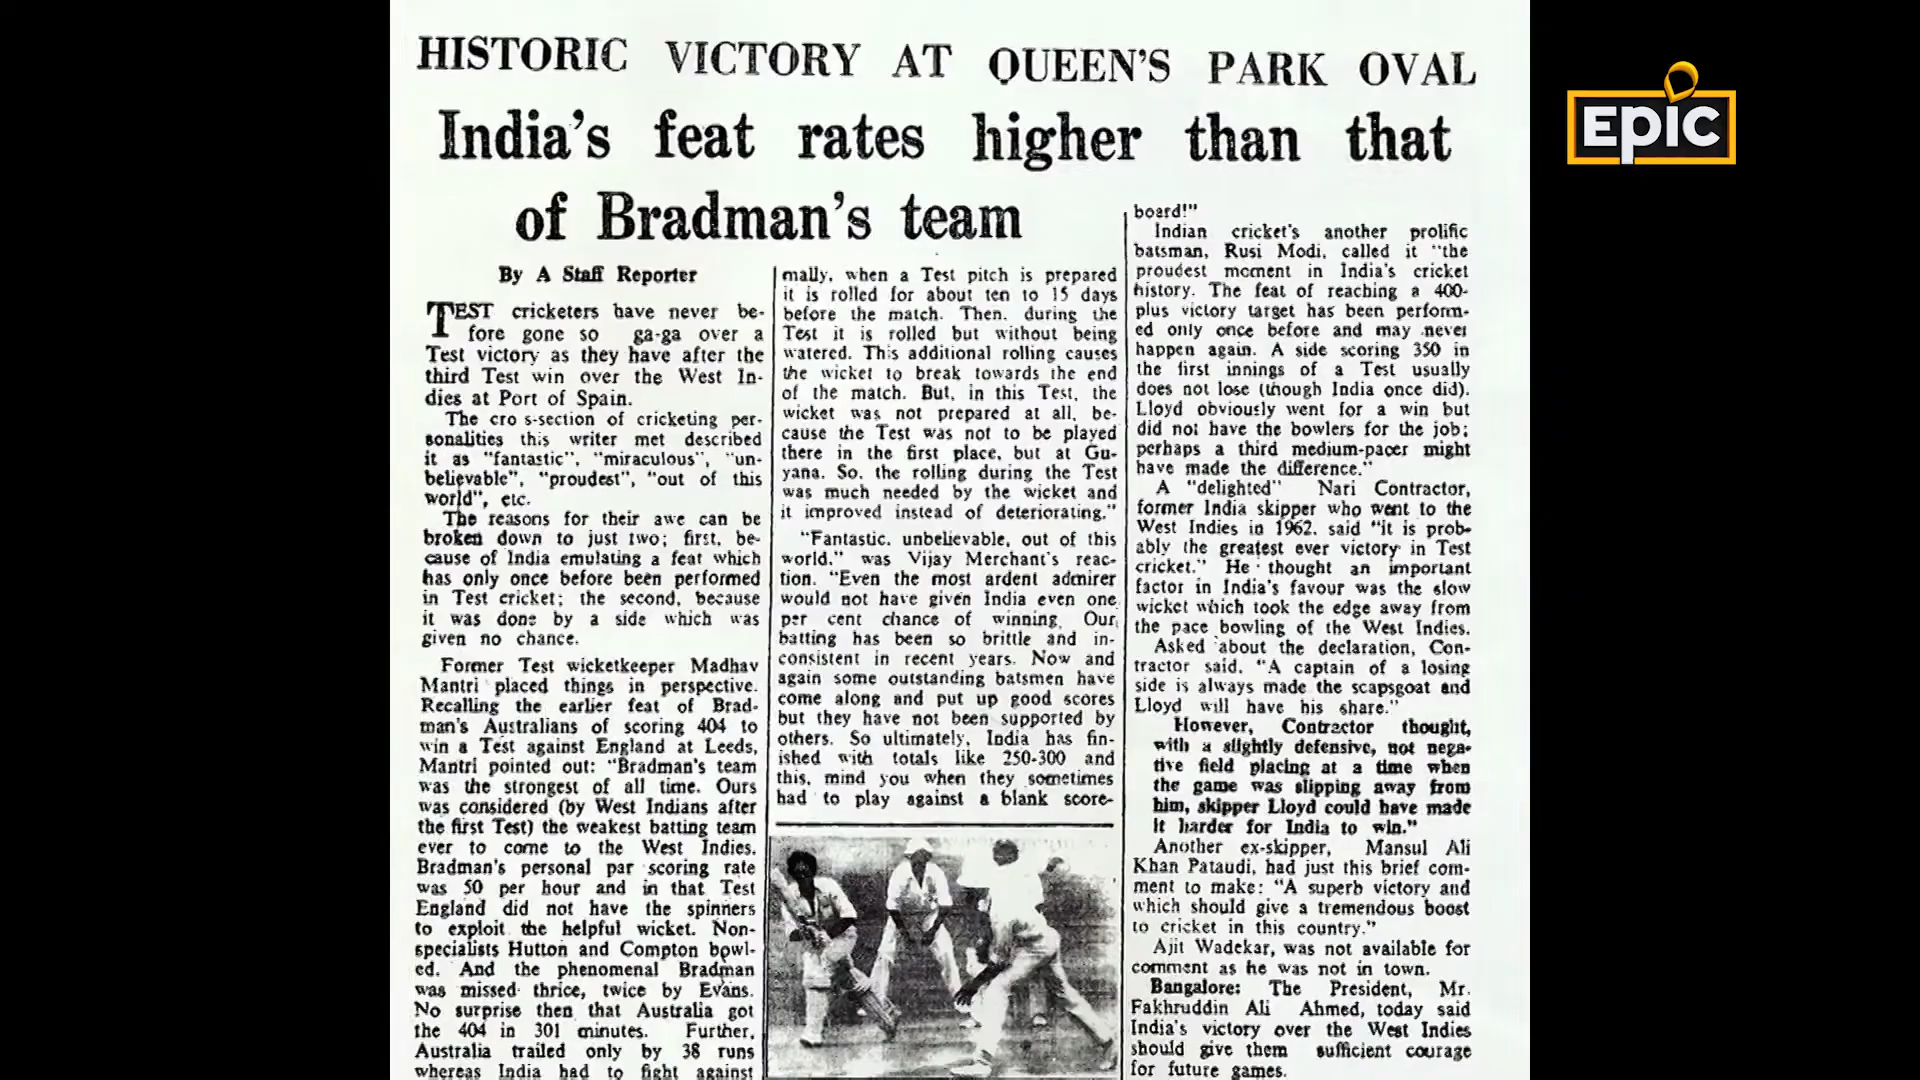 HISTORIC VICTORY AT QUEEN'S PARK OVAL
India's feat rates higher than that
of Bradman's team
By A Staff Reporter
TEST cricketers have never be-
fore gone so ga-ga over a
Test victory as they have after the
third Test win over the West In-
dies at Port of Spain.
The cro s-section of cricketing per-
sonalities this writer met described
it as "fantastic", "miraculous", "un-
believable", "proudest", "out of this
world", etc.
The reasons for their awe can be
broken down to just two; first, be-
cause of India emulating a feat which
has only once before been performed
in Test cricket; the second, because
it was done by a side which was
given no chance.
Former Test wicketkeeper Madhav
Mantri placed things in perspective.
Recalling the earlier feat of Brad-
man's Australians of scoring 404 to
win a Test against England at Leeds,
Mantri pointed out: "Bradman's team
was the strongest of all time. Ours
was considered (by West Indians after
the first Test) the weakest batting team
ever to come to the West Indies.
Bradman's personal par scoring rate
was 50 per hour and in that Test
England did not have the spinners
to exploit the helpful wicket. Non-
specialists Hutton and Compton bowl-
ed. And the phenomenal Bradman
was missed thrice, twice by Evans.
No surprise then that Australia got
the 404 in 301 minutes. Further,
Australia trailed only by 38 runs
whereas India had to fight against
mally, when a Test pitch is prepared
it is rolled for about ten to 15 days
before the match. Then, during the
Test it is rolled but without being
watered. This additional rolling causes
the wicket to break towards the end
of the match. But, in this Test, the
wicket was not prepared at all, be-
cause the Test was not to be played
there in the first place, but at Gu-
yana. So, the rolling during the Test
was much needed by the wicket and
it improved instead of deteriorating."
"Fantastic, unbelievable, out of this
world," was Vijay Merchant's reac-
tion. "Even the most ardent admirer
would not have given India even one
per cent chance of winning. Our
batting has been so brittle and in-
consistent in recent years. Now and
again some outstanding batsmen have
come along and put up good scores
but they have not been supported by
others. So ultimately, India has fin-
ished with totals like 250-300 and
this, mind you when they sometimes
had to play against a blank score-
board!"
Indian cricket's another prolific
batsman, Rusi Modi, called it "the
proudest moment in India's cricket
history. The feat of reaching a 400-
plus victory target has been perform-
ed only once before and may never
happen again. A side scoring 350 in
the first innings of a Test usually
does not lose (though India once did).
Lloyd obviously went for a win but
did not have the bowlers for the job;
perhaps a third medium-pacer might
have made the difference."
A "delighted" Nari Contractor,
former India skipper who went to the
West Indies in 1962, said "it is prob-
ably the greatest ever victory in Test
cricket." He thought an important
factor in India's favour was the slow
wicket which took the edge away from
the pace bowling of the West Indies.
Asked about the declaration, Con-
tractor said, "A captain of a losing
side is always made the scapsgoat and
Lloyd will have his share."
However, Contractor thought,
with a slightly defensive, not nega-
tive field placing at a time when
the game was slipping away from
him, skipper Lloyd could have made
it harder for India to win."
Another ex-skipper, Mansul Ali
Khan Pataudi, had just this brief com-
ment to make: "A superb victory and
which should give a tremendous boost
to cricket in this country."
Ajit Wadekar, was not available for
comment as he was not in town.
Bangalore: The President, Mr.
Fakhruddin Ali Ahmed, today said
India's victory over the West Indies
should give them sufficient courage
for future games.
EPIC